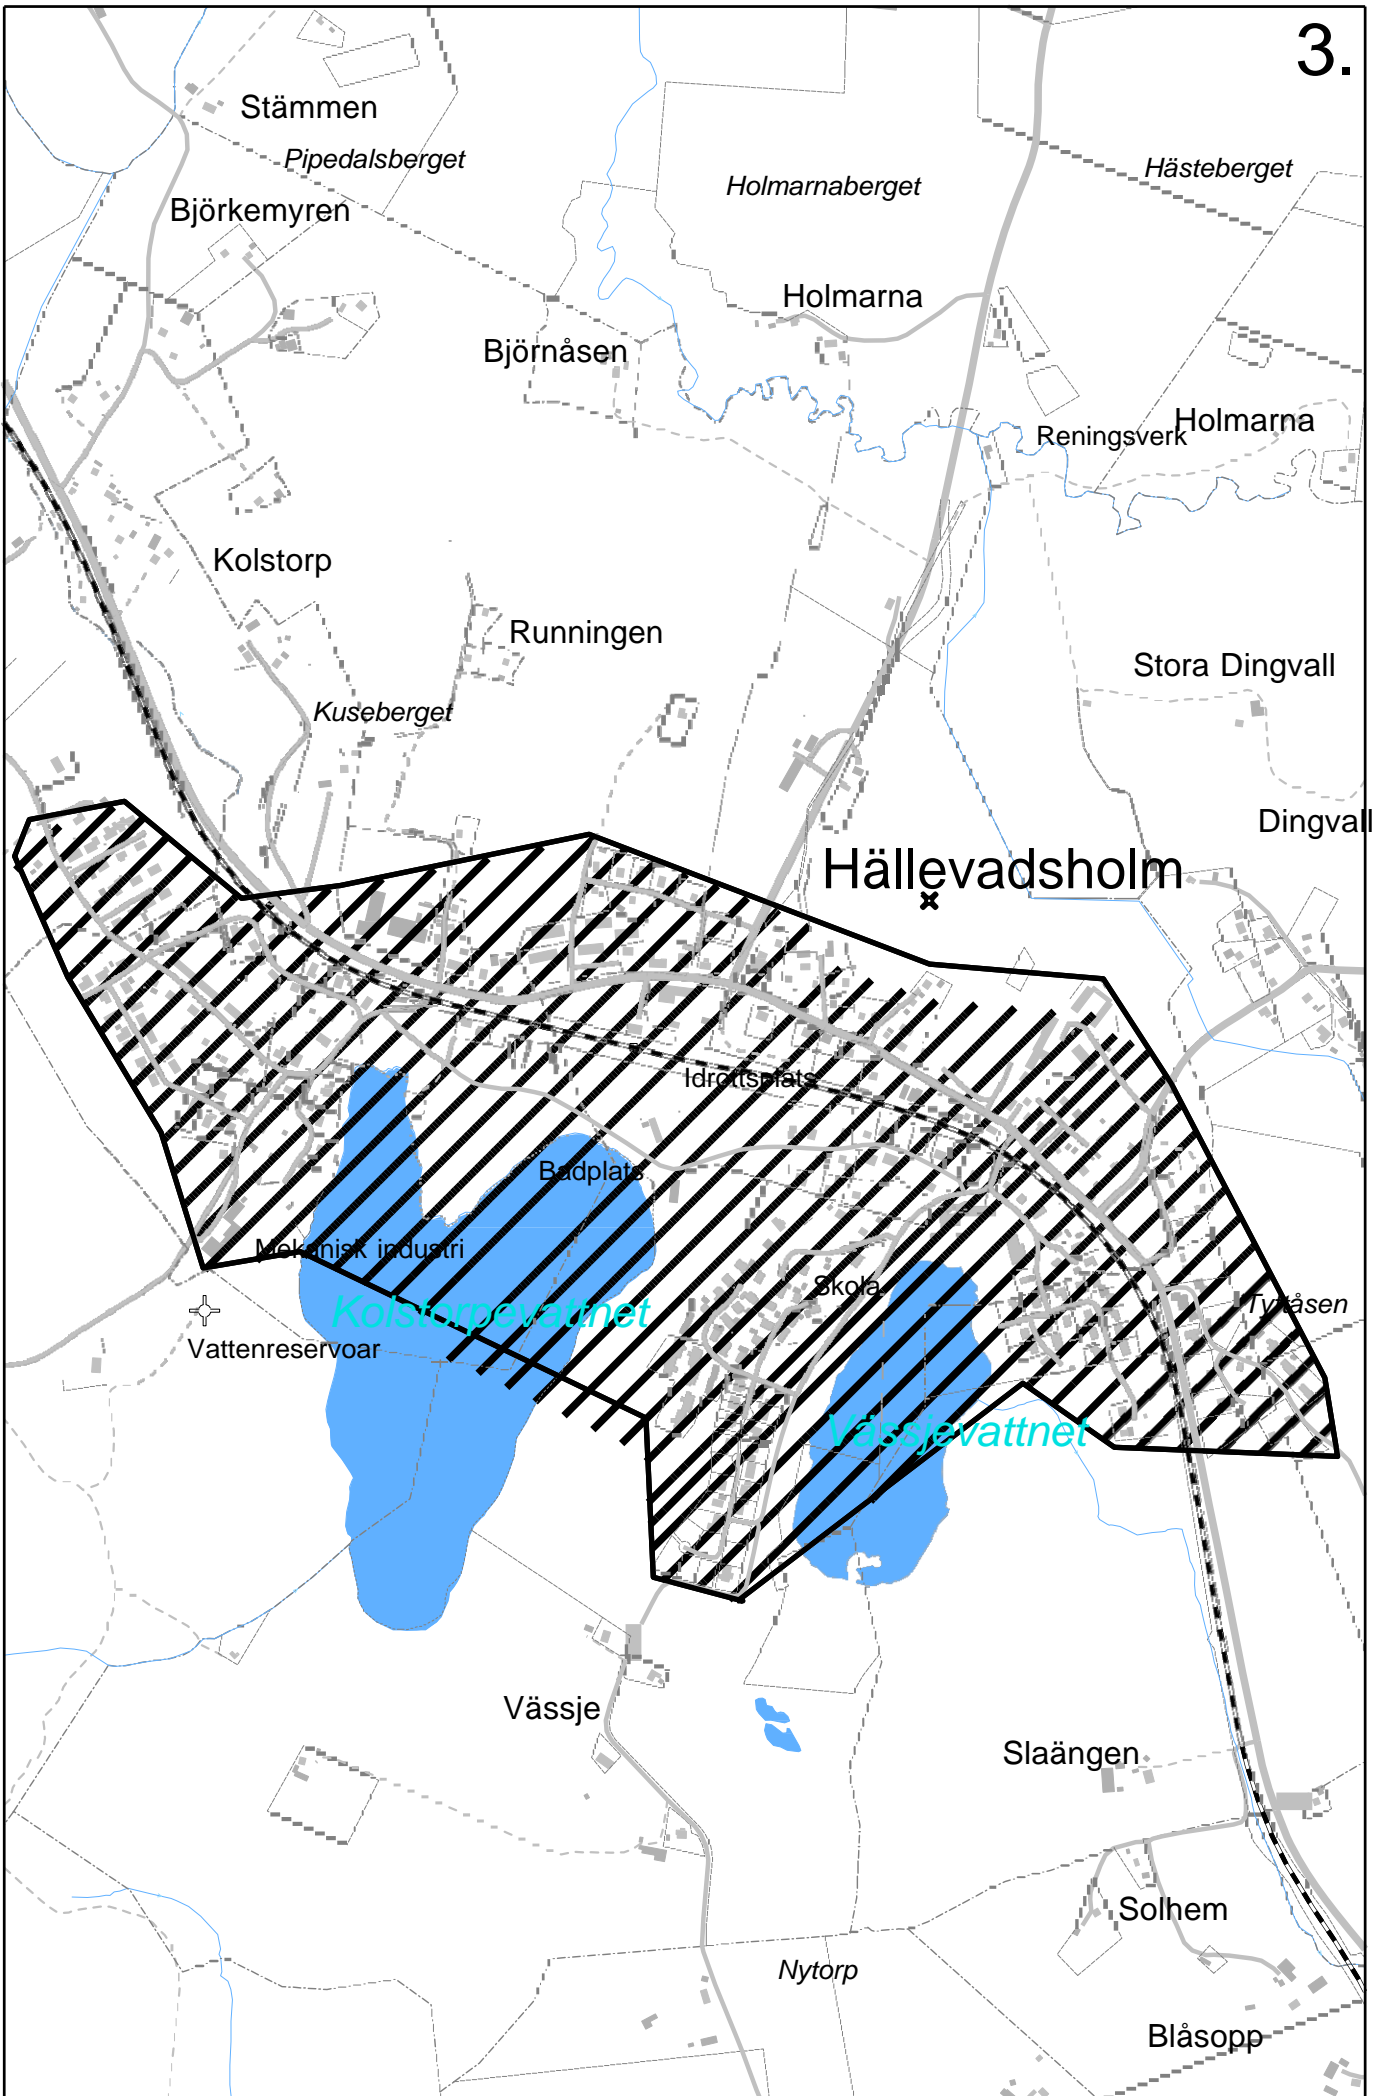 3.
Stämmen
Pipedalsberget
Hästeberget
Holmarnaberget
Björkemyren
Holmarna
Björnåsen
Holmarna
Reningsverk
Kolstorp
Runningen
Stora Dingvall
Kuseberget
Dingvall
Hällevadsholm
Idrottsplats
Badplats
Mekanisk industri
Skola
Kolstorpevattnet
Tyttåsen
Vattenreservoar
Vässjevattnet
Vässje
Slaängen
Solhem
Nytorp
Blåsopp